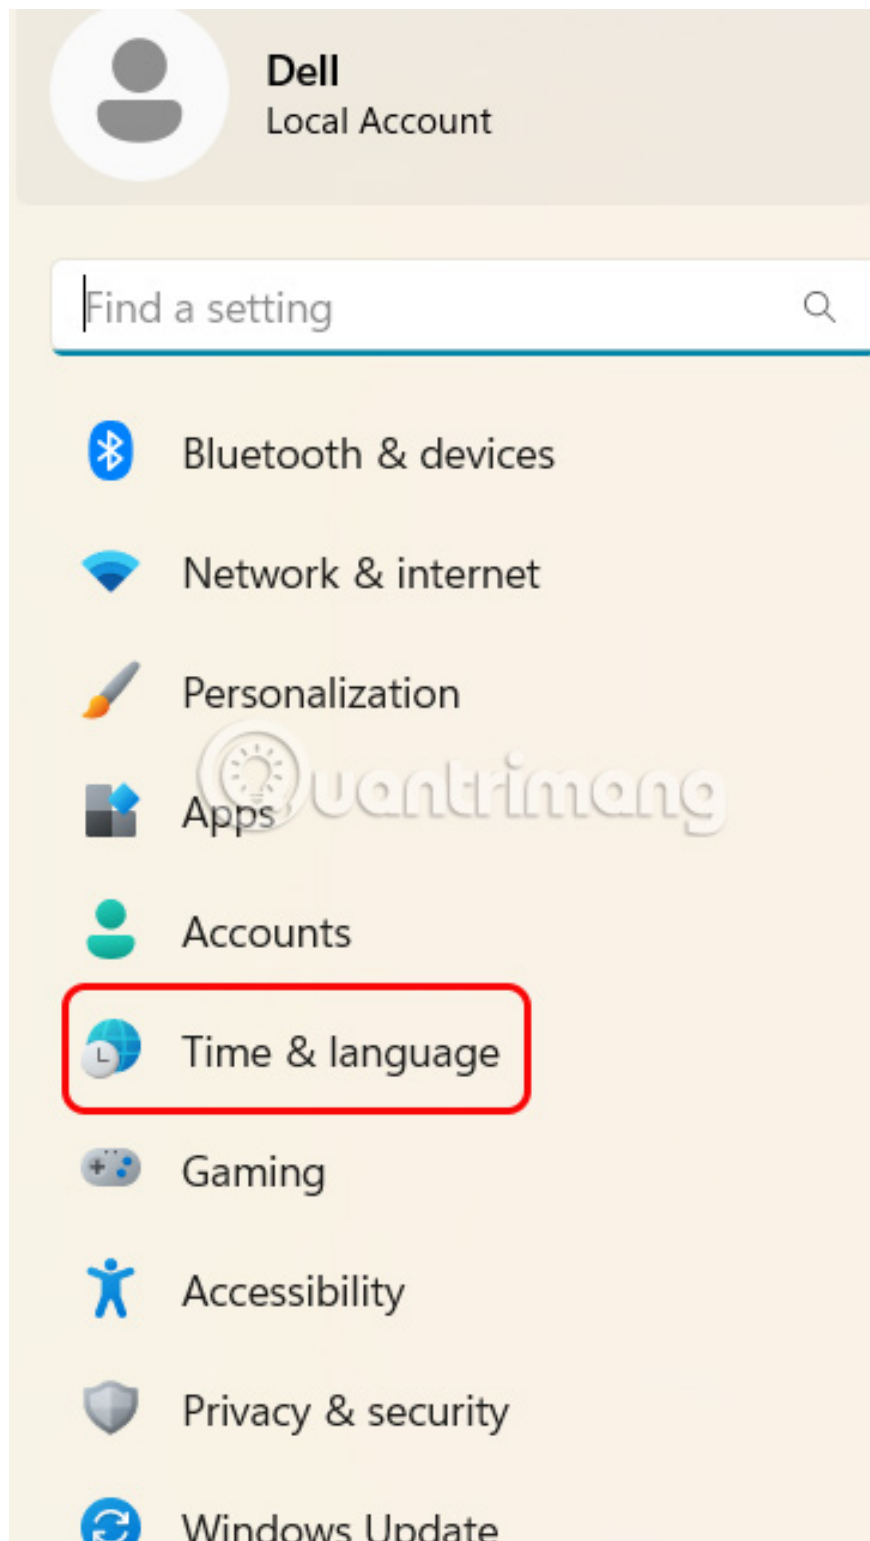 Dell
Local Account
Find a setting
Bluetooth & devices
Network & internet
Personalization
Quantrimang
Apps
Accounts
Time & language
Gaming
Accessibility
Privacy & security
Windows Update